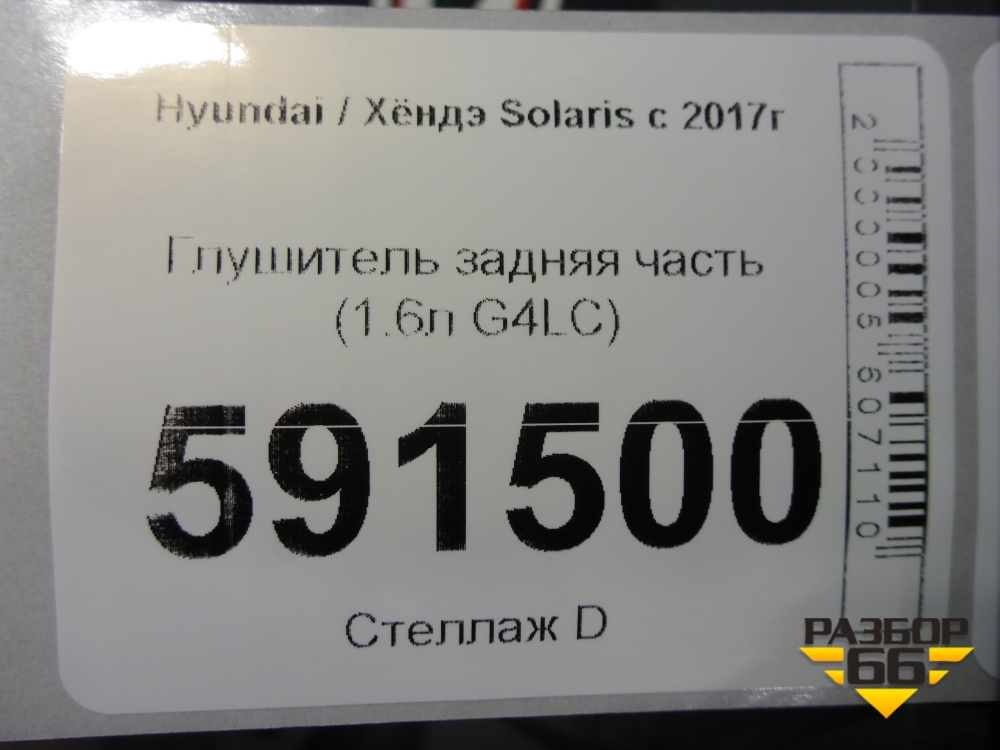 Hyundai / Хёндэ Solaris с 2017г
Глушитель задняя часть
(1.6л G4LC)
591500
Стеллаж D
2000005607110
РАЗБОР
66